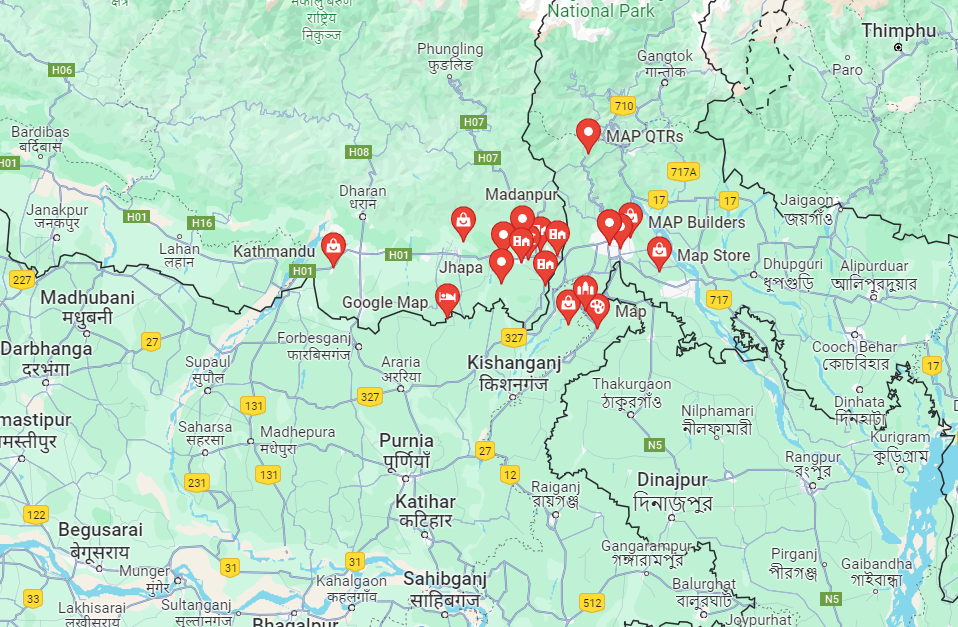 क्षेत्र
राष्ट्रिय
निकुञ्ज
National Park
Thimphu
Phungling
फुङलिङ
Gangtok
गान्तोक
Paro
H06
710
H07
Bardibas
बर्दिबास
MAP QTRs
H01
H08
H07
717A
Dharan
धरान
Madanpur
17
17
Jaigaon
জয়গাঁও
Janakpur
जनकपुर
H01
H16
MAP Builders
Lahan
लहान
Kathmandu
H01
Jhapa
Map Store
Dhupguri
ধুপগুড়ি
Alipurduar
আলিপুরদুয়ার
227
H01
Madhubani
मधुबनी
Google Map
Map
717
27
Forbesganj
फारबिसगंज
327
Darbhanga
दरभंगा
Supaul
सुपौल
Araria
अररिया
Kishanganj
किशनगंज
Cooch Behar
কোচবিহার
17
131
327
Thakurgaon
ঠাকুরগাঁও
Dinhata
দিনহাটা
mastipur
मस्तीपुर
Saharsa
सहरसा
Madhepura
मधेपुरा
Nilphamari
নীলফামারী
Purnia
पूर्णियाँ
N5
Kurigram
কুড়িগ্রাম
27
131
12
231
Rangpur
রংপুর
Raiganj
রায়গঞ্জ
Dinajpur
দিনাজপুর
Katihar
कटिहार
122
Begusarai
बेगूसराय
Gangarampur
গঙ্গারামপুর
Pirganj
পীরগঞ্জ
31
31
Munger
मुंगेर
Kahalgaon
कहलगाँव
Sahibganj
साहिबगंज
Gaibandha
গাইবান্ধা
Balurghat
বালুরঘাট
33
512
N5
Lakhisarai
लखीसराय
Sultanganj
सुल्तानगंज
Bhagalpur
Joypurhat